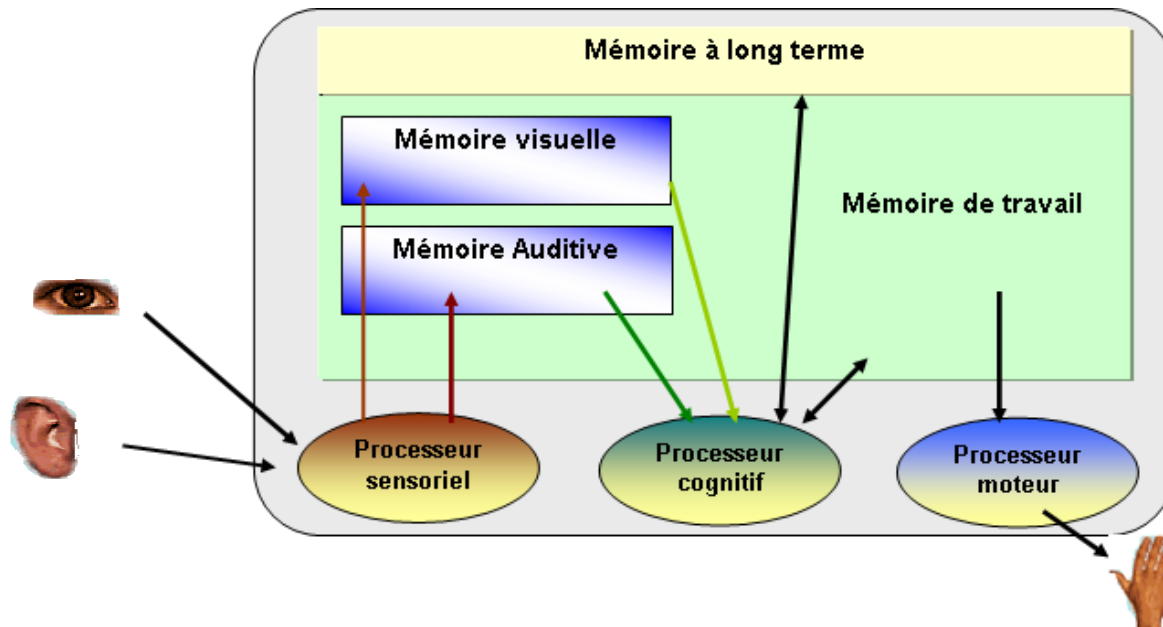 Mémoire à long terme
Mémoire visuelle
Mémoire de travail
Mémoire Auditive
Processeur
sensoriel
Processeur
cognitif
Processeur
moteur